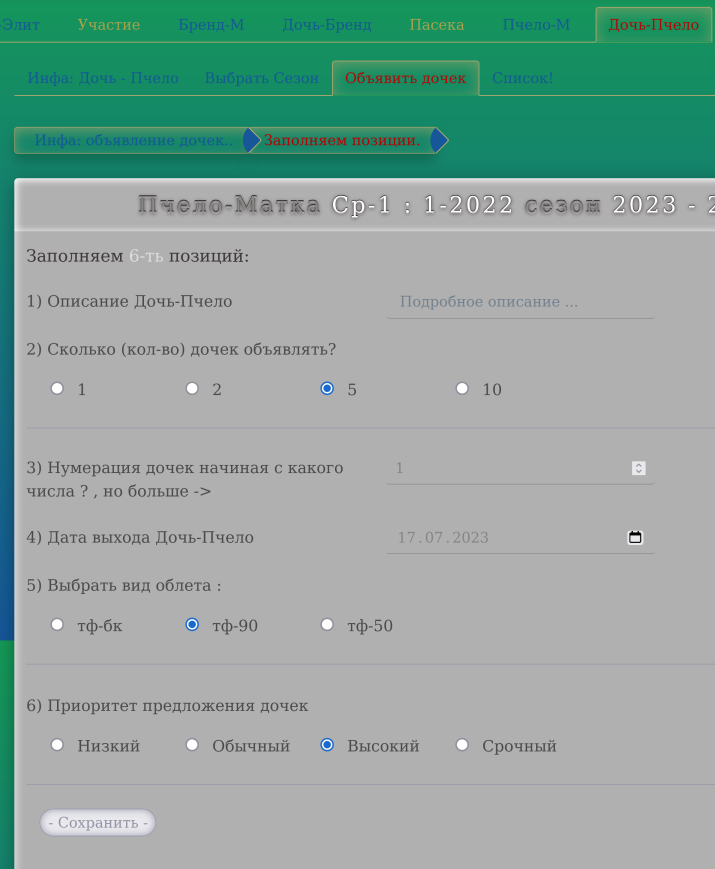 -Элит Участие Бренд-М Дочь-Бренд Пасека Пчело-М Дочь-Пчело
Инфа: Дочь - Пчело Выбрать Сезон Объявить дочек Список!
Инфа: объявление дочек.. Заполняем позиции.
Пчело-Матка Ср-1 : 1-2022 сезон 2023 - 2
Заполняем 6-ть позиций:
1) Описание Дочь-Пчело Подробное описание ...
2) Сколько (кол-во) дочек объявлять?
1 2 5 10
3) Нумерация дочек начиная с какого 1
числа ? , но больше ->
4) Дата выхода Дочь-Пчело 17.07.2023
5) Выбрать вид облета :
тф-бк тф-90 тф-50
6) Приоритет предложения дочек
Низкий Обычный Высокий Срочный
- Сохранить -